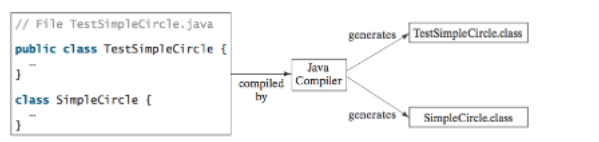 // File TestSimpleCircle.java
public class TestSimpleCircle {
…
}
class SimpleCircle {
…
}
compiled
by
Java
Compiler
generates
TestSimpleCircle.class
generates
SimpleCircle.class